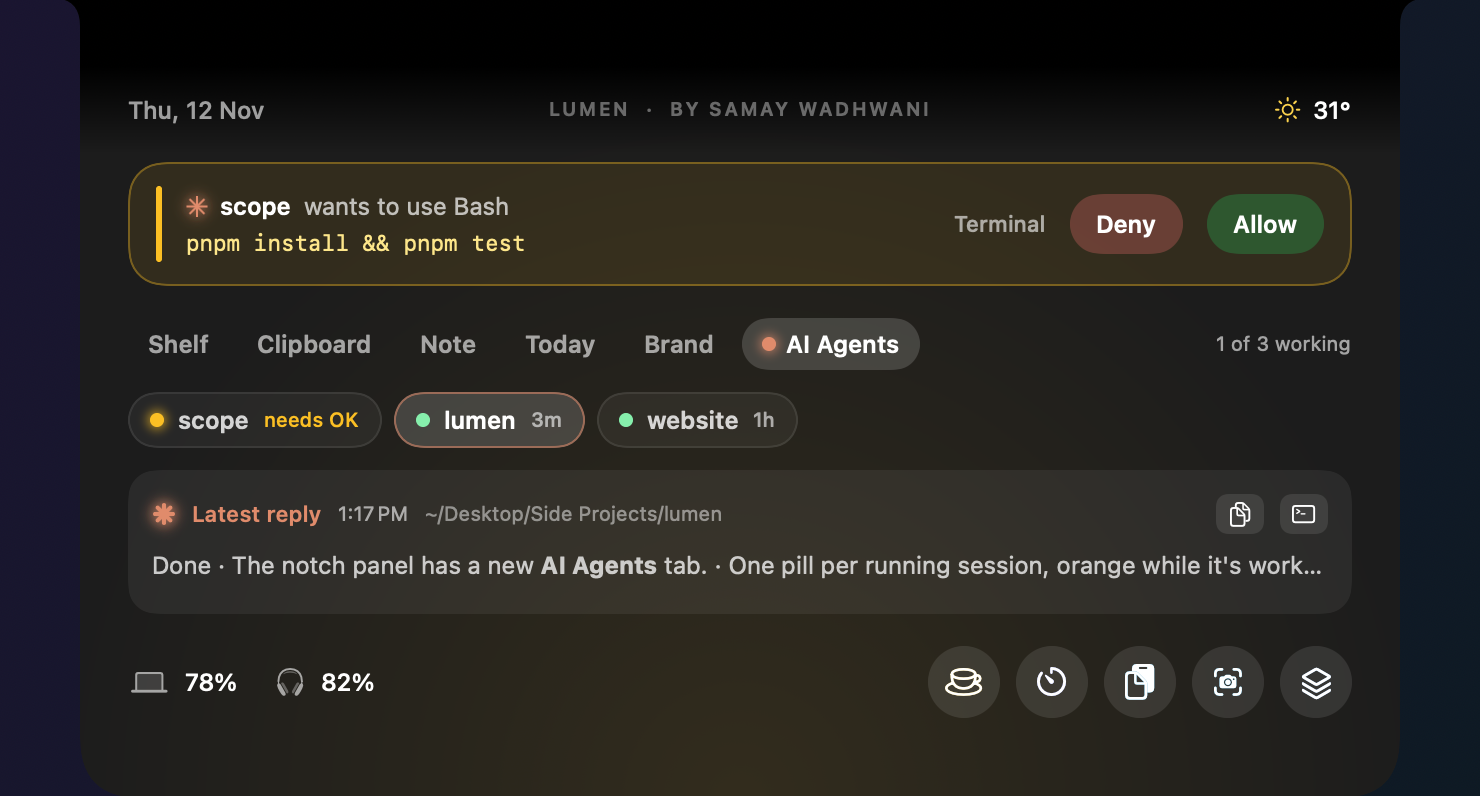 Thu, 12 Nov
LUMEN · BY SAMAY WADHWANI
31°
scope wants to use Bash
pnpm install && pnpm test
Terminal
Deny
Allow
Shelf
Clipboard
Note
Today
Brand
AI Agents
1 of 3 working
scope needs OK
lumen 3m
website 1h
Latest reply 1:17 PM ~/Desktop/Side Projects/lumen
Done · The notch panel has a new AI Agents tab. · One pill per running session, orange while it's work...
78%
82%